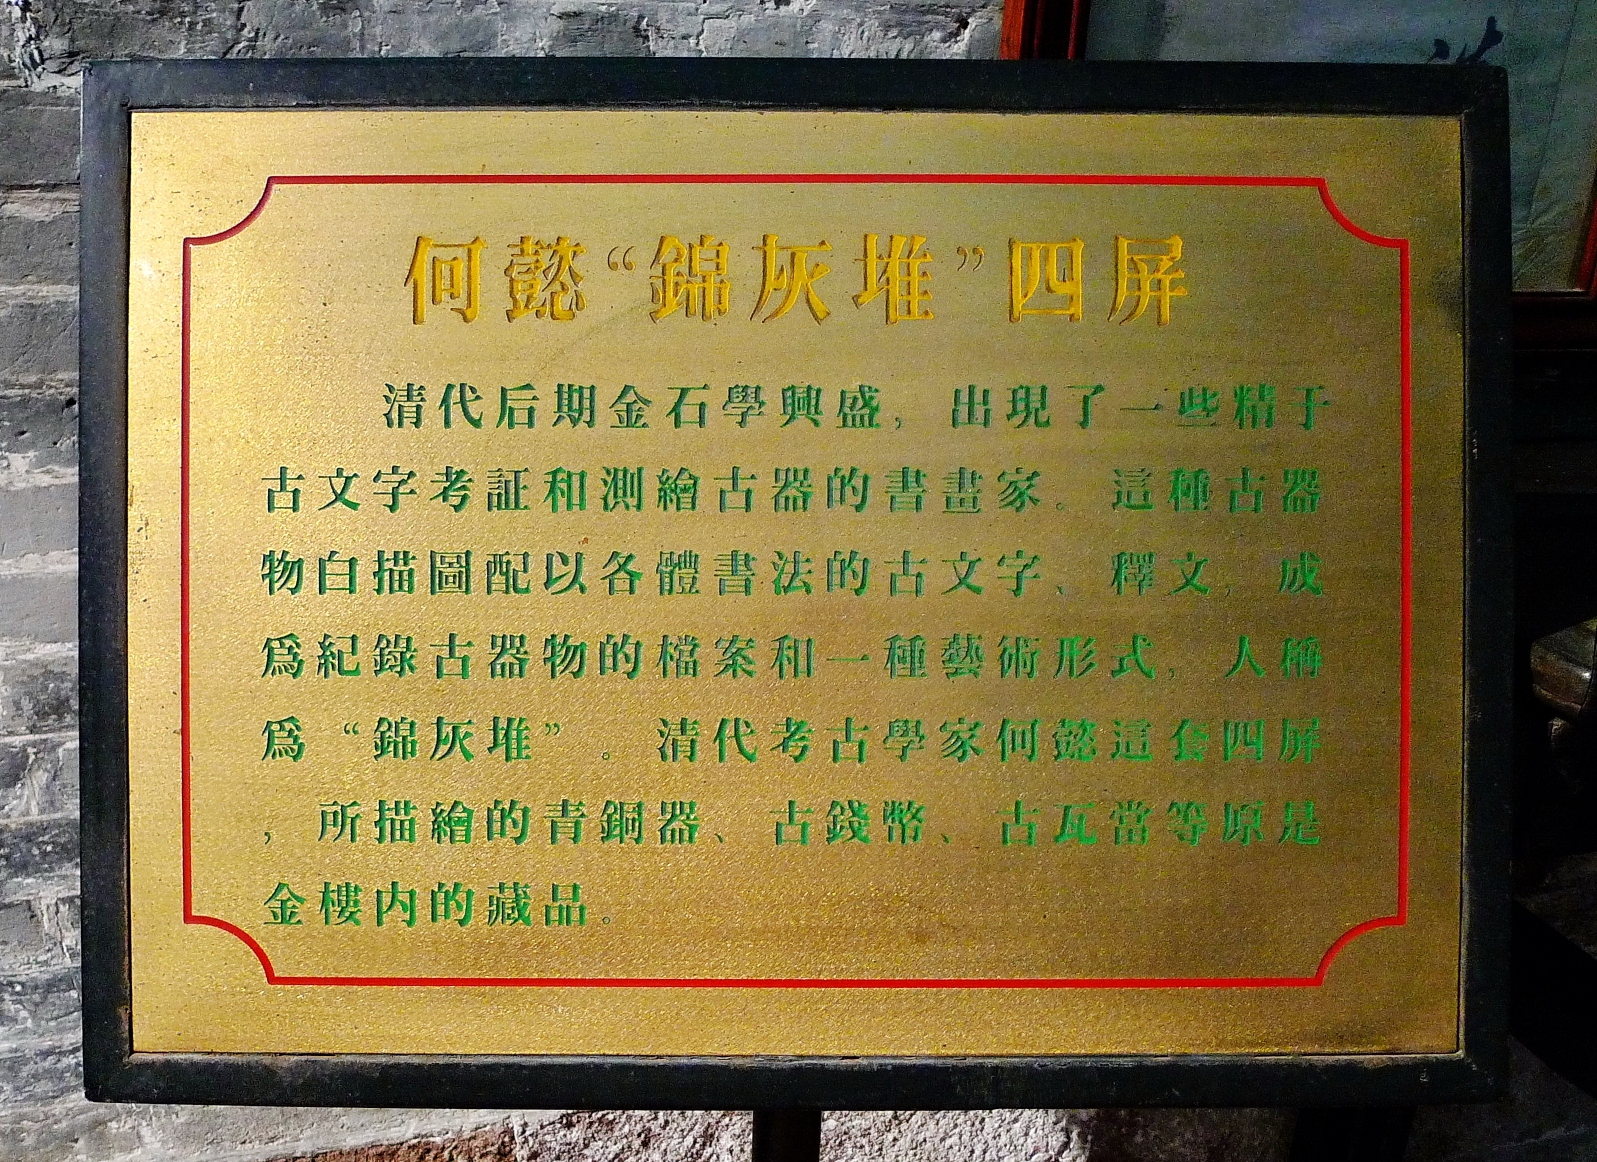 何懿“錦灰堆”四屏
清代后期金石學興盛，出現了一些精于
古文字考証和測繪古器的書畫家。這種古器
物白描圖配以各體書法的古文字、釋文，成
爲紀錄古器物的檔案和一種藝術形式，人稱
爲“錦灰堆”。清代考古學家何懿這套四屏
，所描繪的青銅器、古錢幣、古瓦當等原是
金樓内的藏品。